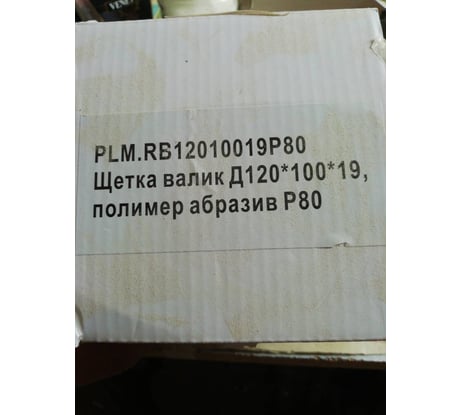 PLM.RB12010019P80
Щетка валик Д120*100*19,
полимер абразив P80